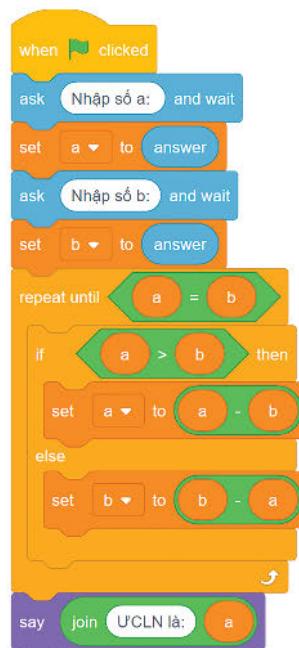 when clicked
ask Nhập số a: and wait
set a to answer
ask Nhập số b: and wait
set b to answer
repeat until a = b
if a > b then
set a to a - b
else
set b to b - a
say join ƯCLN là: a